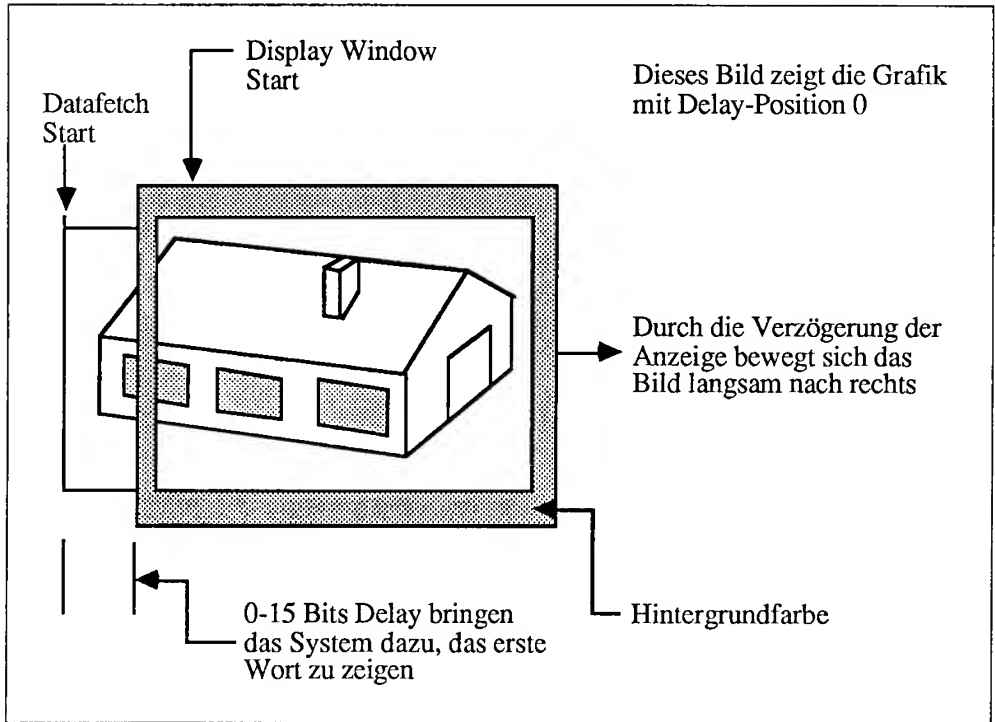 Display Window
Start
Dieses Bild zeigt die Grafik
mit Delay-Position 0
Datafetch
Start
Durch die Verzögerung der
Anzeige bewegt sich das
Bild langsam nach rechts
0-15 Bits Delay bringen
das System dazu, das erste
Wort zu zeigen
Hintergrundfarbe